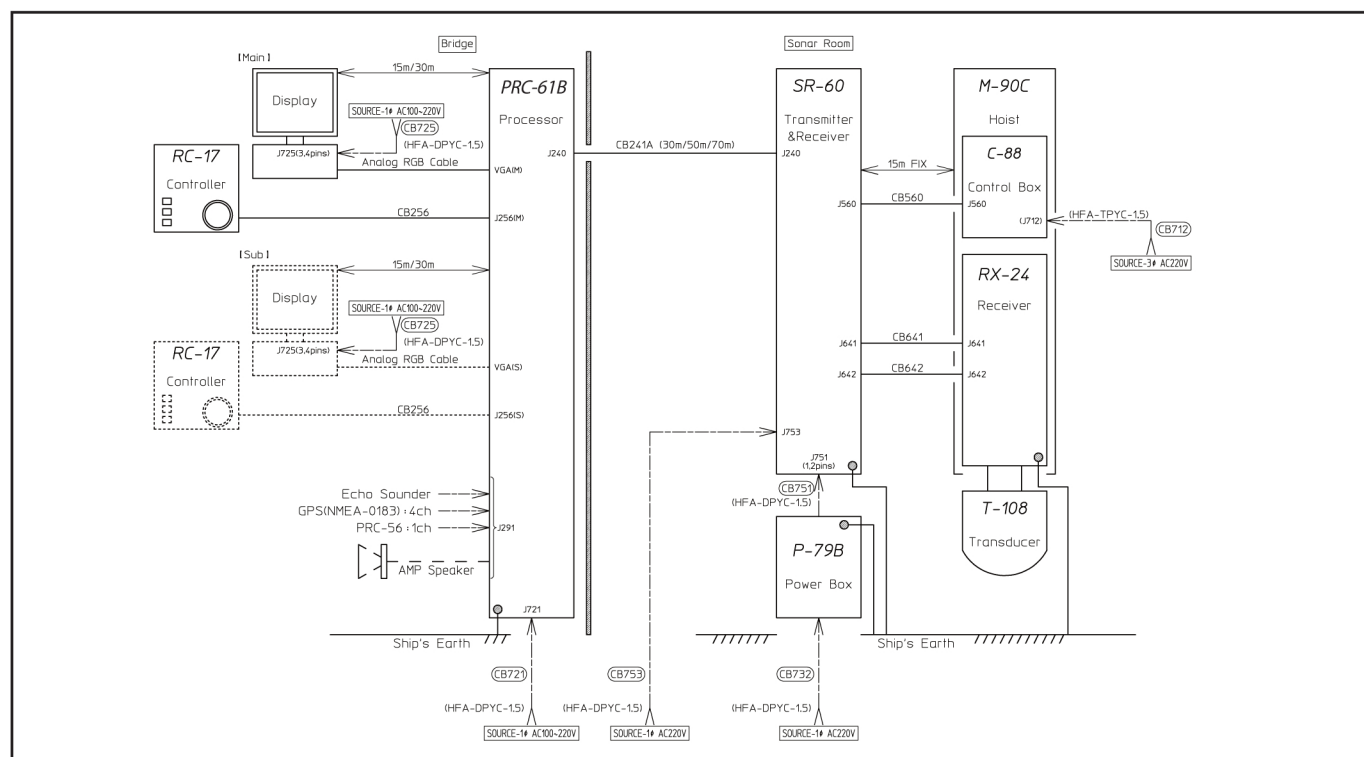 Bridge
Sonar Room
[Main]
15m/30m
Display
SOURCE-1φ AC100~220V
CB725
(HFA-DPYC-1.5)
J725(3,4pins)
Analog RGB Cable
RC-17
Controller
CB256
PRC-61B
Processor
J240
VGA(M)
J256(M)
CB241A (30m/50m/70m)
SR-60
Transmitter
&Receiver
J240
15m FIX
J560
CB560
M-90C
Hoist
C-88
Control Box
J560
(J712)
(HFA-TPYC-1.5)
CB712
SOURCE-3φ AC220V
[Sub]
15m/30m
Display
SOURCE-1φ AC100~220V
CB725
(HFA-DPYC-1.5)
J725(3,4pins)
Analog RGB Cable
RC-17
Controller
CB256
VGA(S)
J256(S)
RX-24
Receiver
J641
CB641
J641
J642
CB642
J642
J753
J751
(1,2pins)
CB751
(HFA-DPYC-1.5)
Echo Sounder
GPS(NMEA-0183):4ch
PRC-56:1ch
J291
AMP Speaker
J721
P-79B
Power Box
T-108
Transducer
Ship's Earth
Ship's Earth
CB721
CB753
CB732
(HFA-DPYC-1.5)
(HFA-DPYC-1.5)
(HFA-DPYC-1.5)
SOURCE-1φ AC100~220V
SOURCE-1φ AC220V
SOURCE-1φ AC220V